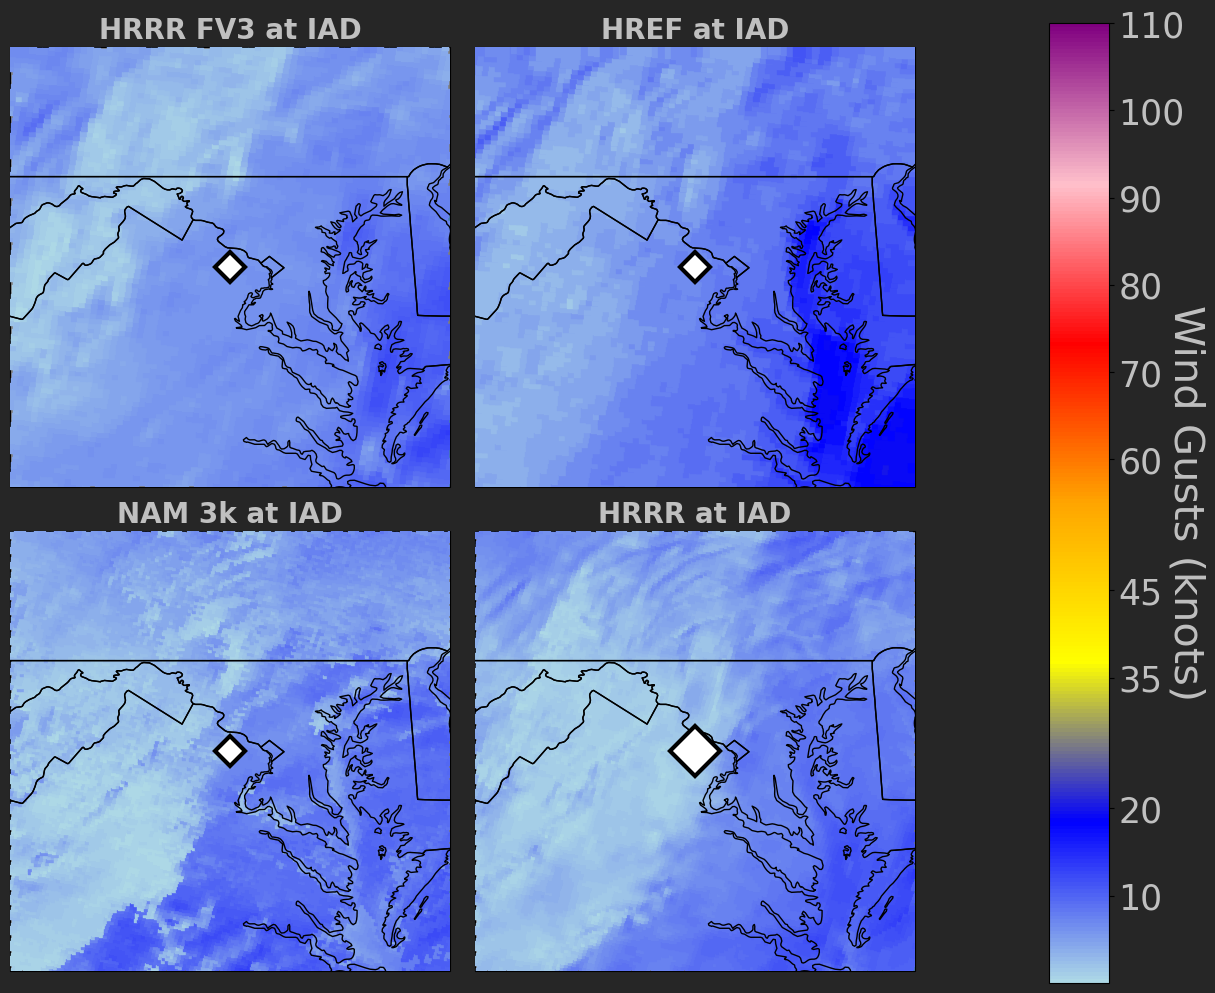 HRRR FV3 at IAD
HREF at IAD
NAM 3k at IAD
HRRR at IAD
110
100
90
80
70
60
45
35
20
10
Wind Gusts (knots)